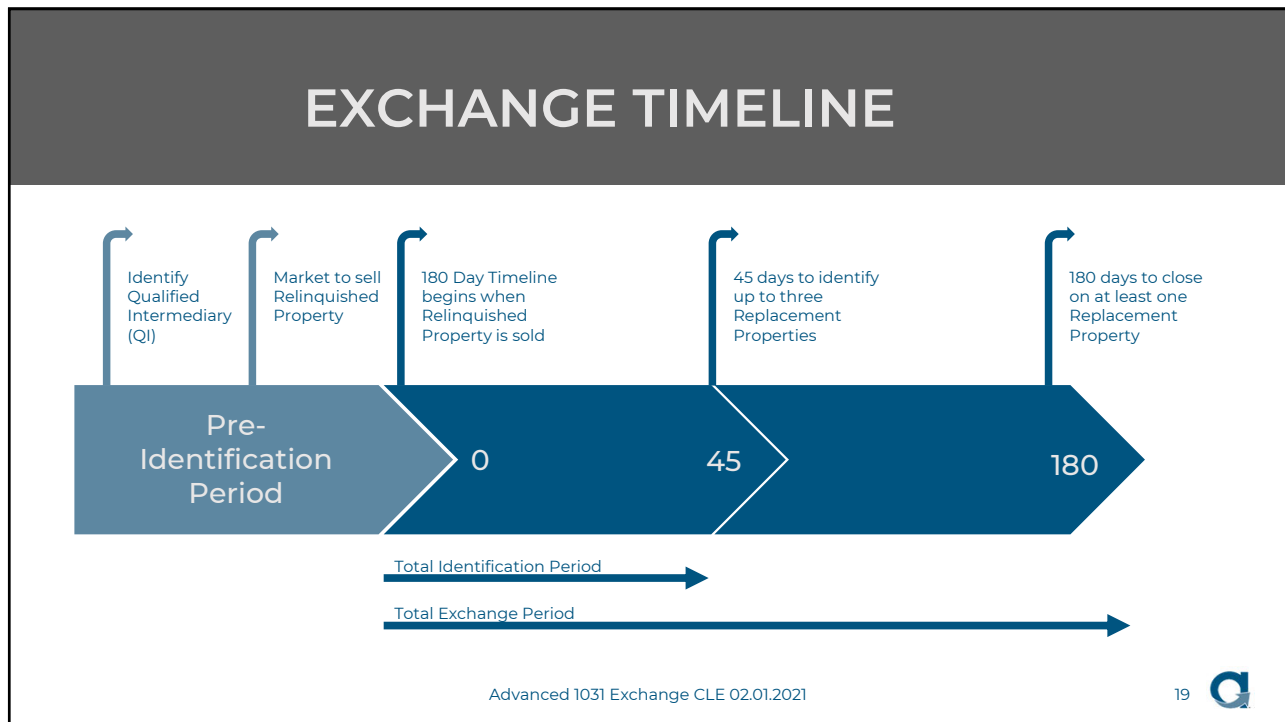 EXCHANGE TIMELINE
Identify
Qualified
Intermediary
(QI)
Market to sell
Relinquished
Property
180 Day Timeline
begins when
Relinquished
Property is sold
45 days to identify
up to three
Replacement
Properties
180 days to close
on at least one
Replacement
Property
Pre-
Identification
Period
0
45
180
Total Identification Period
Total Exchange Period
Advanced 1031 Exchange CLE 02.01.2021
19